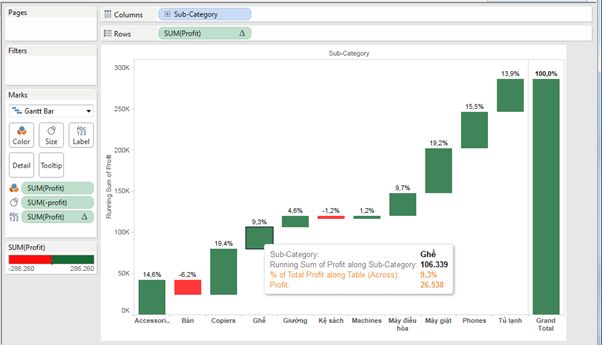 Pages
Columns
Sub-Category
Rows
SUM(Profit) Δ
Filters
Marks
Gantt Bar
Color
Size
Abc
123
Label
Detail
Tooltip
SUM(Profit)
SUM(-profit)
Abc
123
SUM(Profit) Δ
SUM(Profit)
-286.260 286.260
Sub-Category
Running Sum of Profit
300K
250K
200K
150K
100K
50K
0K
14,6%
-6,2%
19,4%
9,3%
4,6%
-1,2%
1,2%
9,7%
19,2%
15,5%
13,9%
100,0%
Sub-Category: Ghế
Running Sum of Profit along Sub-Category: 106.339
% of Total Profit along Table (Across): 9,3%
Profit: 26.538
Accessori..
Bàn
Copiers
Ghế
Giường
Kệ sách
Machines
Máy điều
hòa
Máy giặt
Phones
Tủ lạnh
Grand
Total